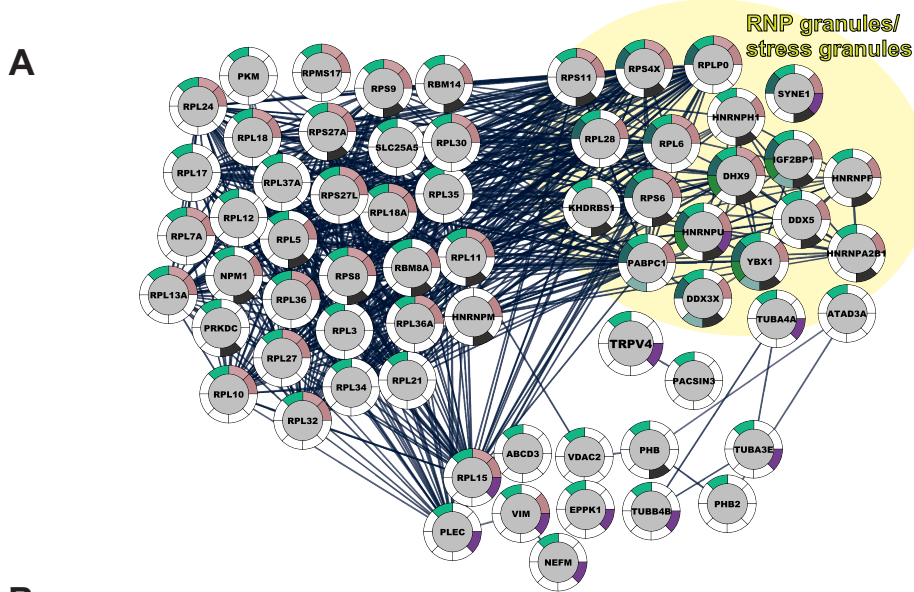 A
RNP granules/
stress granules
PKM
RPMS17
RPS9
RBM14
RPS11
RPS4X
RPLP0
SYNE1
RPL24
RPL18
RPS27A
SLC25A5
RPL30
RPL28
RPL6
HNRNPH1
IGF2BP1
RPL17
RPL37A
RPS27L
RPL18A
RPL35
KHDRBS1
RPS6
DHX9
HNRNPF
RPL7A
RPL12
RPL5
HNRNPU
DDX5
RPL13A
NPM1
RPL36
RPS8
RBM8A
RPL11
PABPC1
YBX1
HNRNPA2B1
PRKDC
RPL3
RPL36A
HNRNPM
DDX3X
TUBA4A
ATAD3A
RPL27
TRPV4
RPL10
RPL32
RPL34
RPL21
PACSIN3
RPL15
ABCD3
VDAC2
PHB
TUBA3E
PLEC
VIM
EPPK1
TUBB4B
PHB2
NEFM